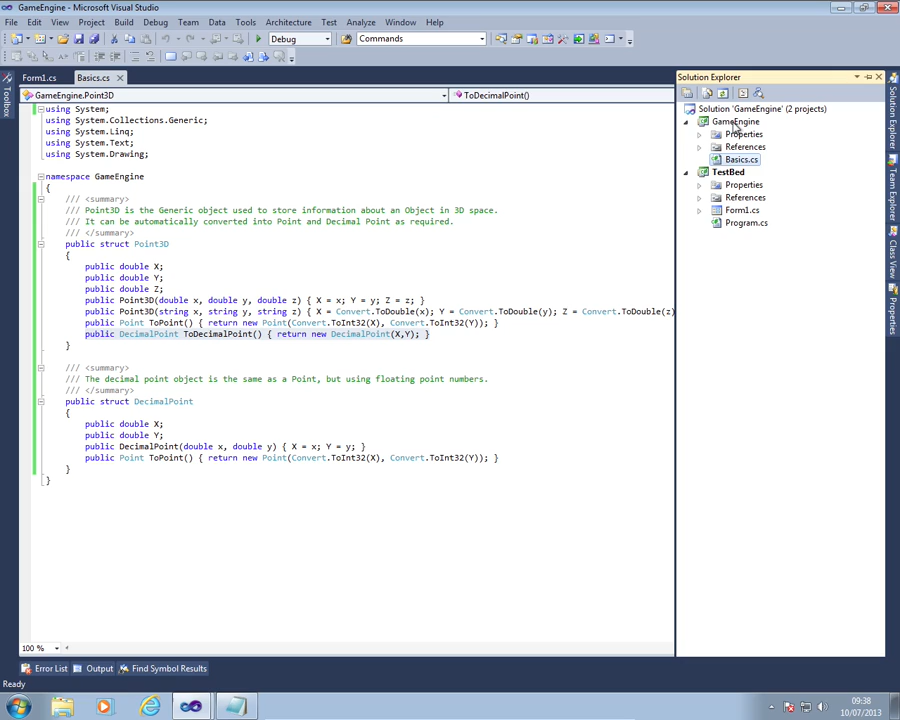 GameEngine - Microsoft Visual Studio
File Edit View Project Build Debug Team Data Tools Architecture Test Analyze Window Help
Debug Commands
Form1.cs Basics.cs
GameEngine.Point3D ToDecimalPoint()
using System;
using System.Collections.Generic;
using System.Linq;
using System.Text;
using System.Drawing;
namespace GameEngine
{
/// <summary>
/// Point3D is the Generic object used to store information about an Object in 3D space.
/// It can be automatically converted into Point and Decimal Point as required.
/// </summary>
public struct Point3D
{
public double X;
public double Y;
public double Z;
public Point3D(double x, double y, double z) { X = x; Y = y; Z = z; }
public Point3D(string x, string y, string z) { X = Convert.ToDouble(x); Y = Convert.ToDouble(y); Z = Convert.ToDouble(z)
public Point ToPoint() { return new Point(Convert.ToInt32(X), Convert.ToInt32(Y)); }
public DecimalPoint ToDecimalPoint() { return new DecimalPoint(X,Y); }
}
/// <summary>
/// The decimal point object is the same as a Point, but using floating point numbers.
/// </summary>
public struct DecimalPoint
{
public double X;
public double Y;
public DecimalPoint(double x, double y) { X = x; Y = y; }
public Point ToPoint() { return new Point(Convert.ToInt32(X), Convert.ToInt32(Y)); }
}
}
100 %
Toolbox
Solution Explorer
Solution 'GameEngine' (2 projects)
GameEngine
Properties
References
Basics.cs
TestBed
Properties
References
Form1.cs
Program.cs
Solution Explorer
Team Explorer
Class View
Properties
Error List Output Find Symbol Results
Ready
09:38
10/07/2013